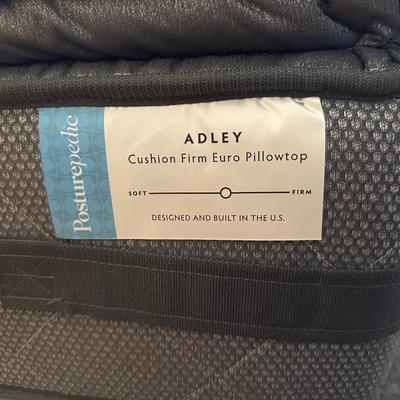 Posturepedic
ADLEY
Cushion Firm Euro Pillowtop
SOFT FIRM
DESIGNED AND BUILT IN THE U.S.